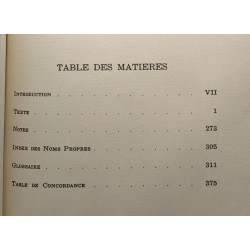 TABLE DES MATIERES
INTRODUCTION . . . . . . . . . VII
TEXTE . . . . . . . . . . 1
NOTES . . . . . . . . . . 273
INDEX DES NOMS PROPRES . . . . . . . 305
GLOSSAIRE . . . . . . . . . 311
TABLE DE CONCORDANCE . . . . . . . 375